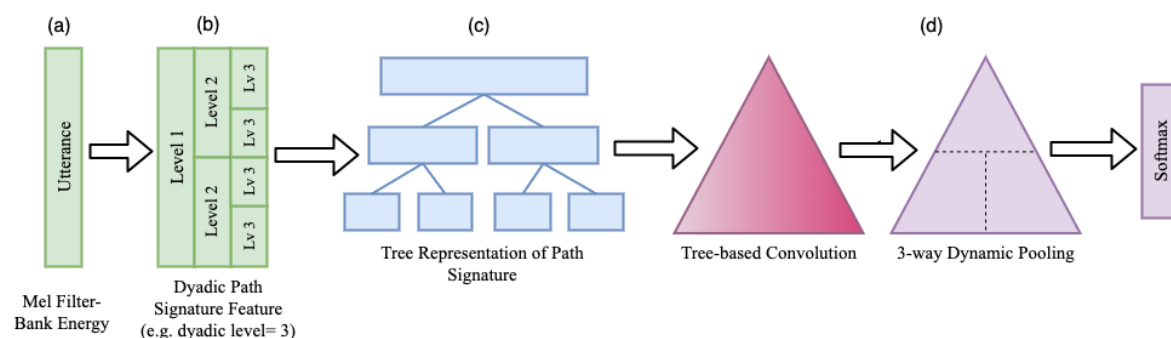 (a)
(b)
(c)
(d)
Utterance
Level 1
Level 2
Level 2
Lv 3
Lv 3
Lv 3
Lv 3
Softmax
Mel Filter-
Bank Energy
Dyadic Path
Signature Feature
(e.g. dyadic level= 3)
Tree Representation of Path
Signature
Tree-based Convolution
3-way Dynamic Pooling